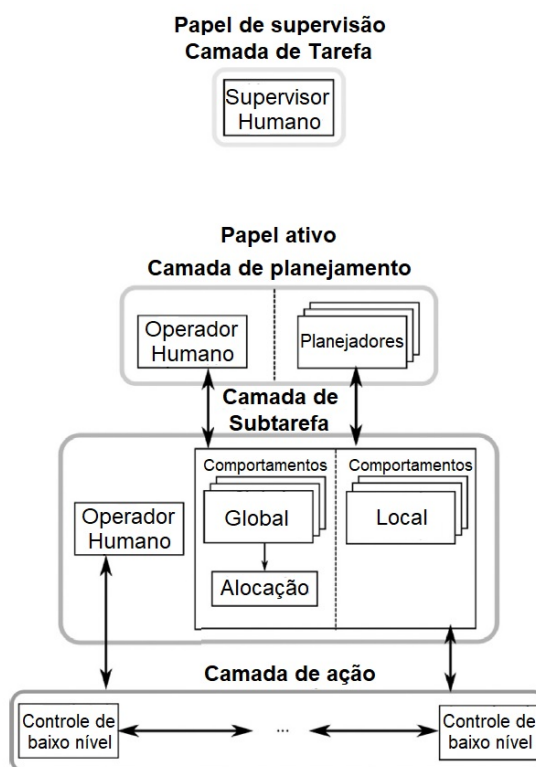 Papel de supervisão
Camada de Tarefa
Supervisor
Humano
Papel ativo
Camada de planejamento
Operador
Humano
Planejadores
Camada de
Subtarefa
Operador
Humano
Comportamentos
Global
Alocação
Comportamentos
Local
Camada de ação
Controle de
baixo nível
...
Controle de
baixo nível